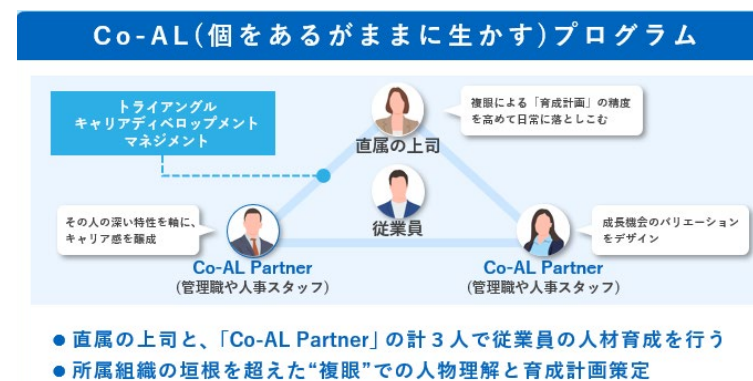 Co-AL(個をあるがままに生かす)プログラム
トライアングル
キャリアディベロップメント
マネジメント
複眼による「育成計画」の精度
を高めて日常に落としこむ
直属の上司
その人の深い特性を軸に、
キャリア感を醸成
従業員
成長機会のバリエーション
をデザイン
Co-AL Partner
(管理職や人事スタッフ)
Co-AL Partner
(管理職や人事スタッフ)
● 直属の上司と、「Co-AL Partner」の計3人で従業員の人材育成を行う
● 所属組織の垣根を超えた“複眼”での人物理解と育成計画策定